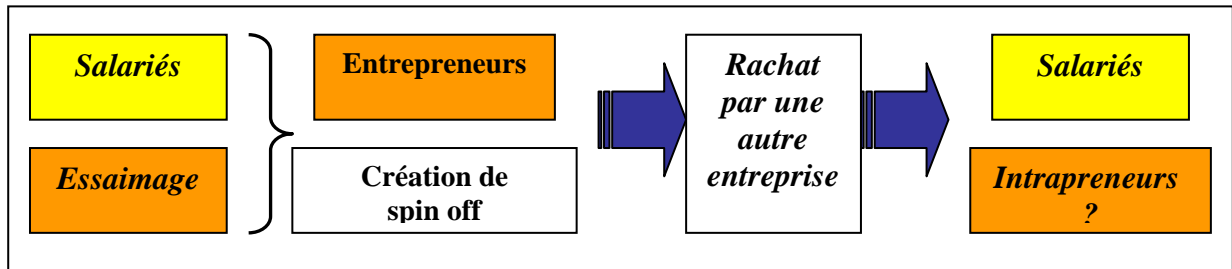 Salariés
Essaimage
Entrepreneurs
Création de
spin off
Rachat
par une
autre
entreprise
Salariés
Intrapreneurs
?